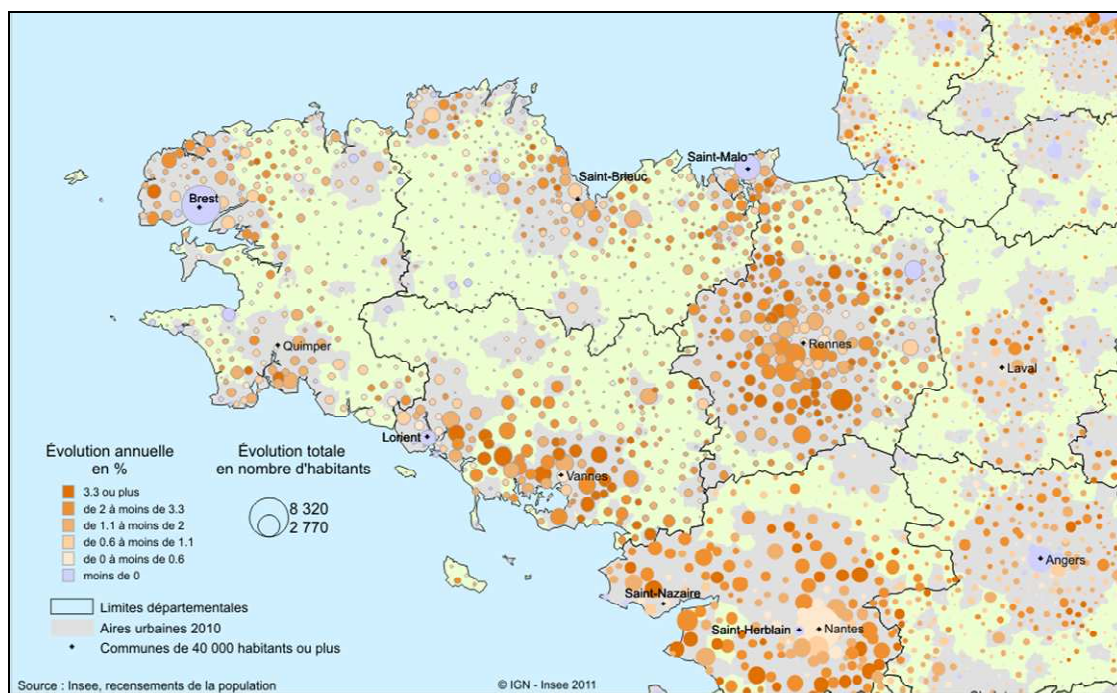 Saint-Malo
Saint-Brieuc
Brest
Quimper
Rennes
Laval
Lorient
Vannes
Angers
Saint-Nazaire
Saint-Herblain
Nantes
Évolution annuelle
en %
3.3 ou plus
de 2 à moins de 3.3
de 1.1 à moins de 2
de 0.6 à moins de 1.1
de 0 à moins de 0.6
moins de 0
Évolution totale
en nombre d'habitants
8 320
2 770
Limites départementales
Aires urbaines 2010
Communes de 40 000 habitants ou plus
Source : Insee, recensements de la population
© IGN - Insee 2011